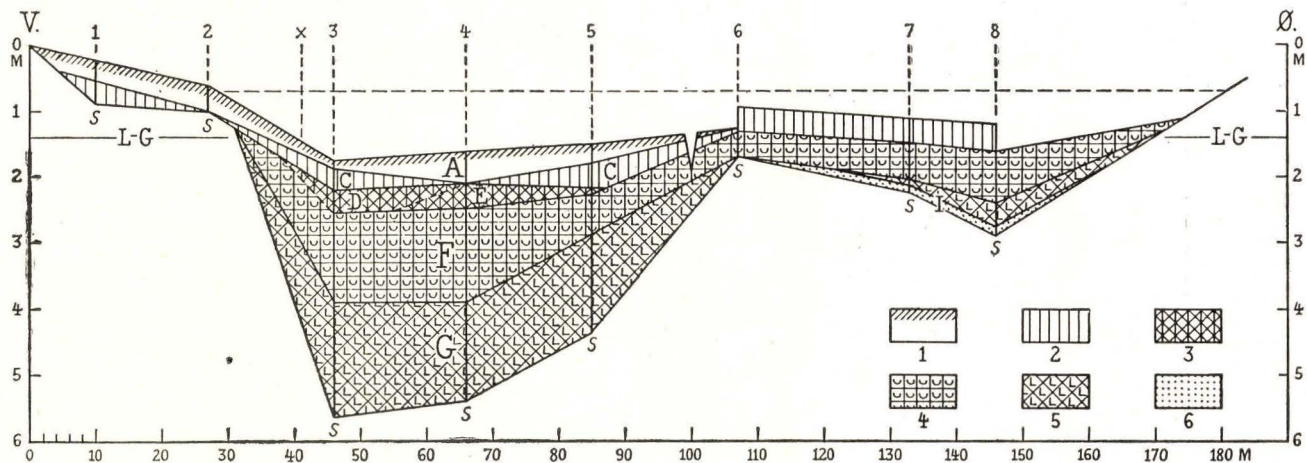 V. 1 2 x 3 4 5 6 7 8 Ø.
0 0
M M
1 S S 1
L-G L-G
A
2 C D E C S S 2
L
3 S 3
F
4 4
S
G 1 2 3
5 5
S S 4 5 6
6 6
0 10 20 30 40 50 60 70 80 90 100 110 120 130 140 150 160 170 180 M